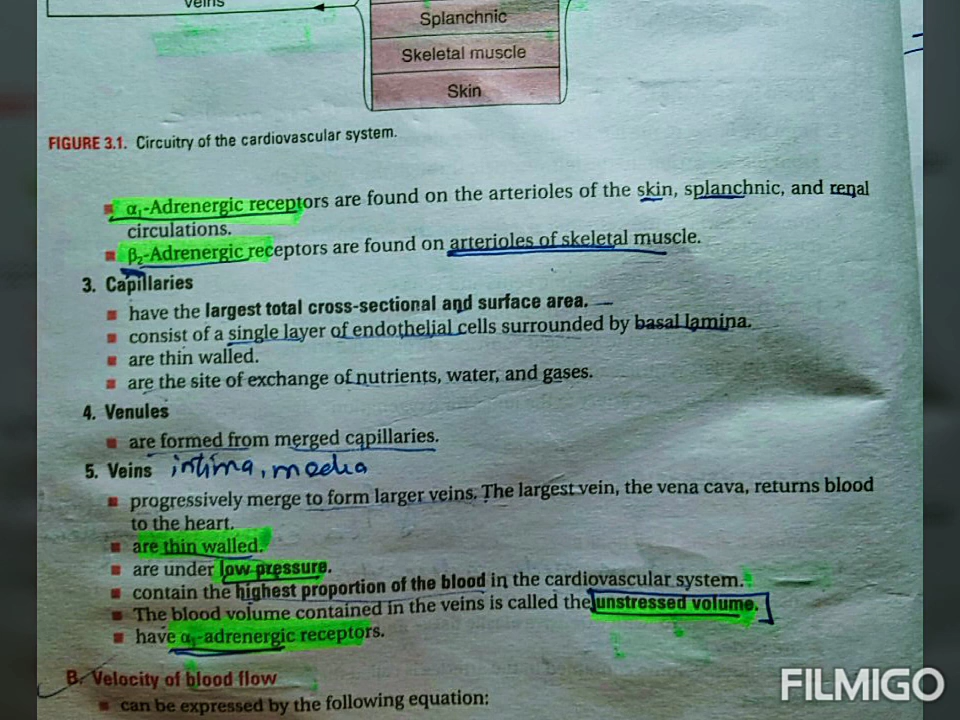 Veins
Splanchnic
Skeletal muscle
Skin
FIGURE 3.1. Circuitry of the cardiovascular system.
■ α1-Adrenergic receptors are found on the arterioles of the skin, splanchnic, and renal
circulations.
■ β2-Adrenergic receptors are found on arterioles of skeletal muscle.
3. Capillaries
■ have the largest total cross-sectional and surface area.
■ consist of a single layer of endothelial cells surrounded by basal lamina.
■ are thin walled.
■ are the site of exchange of nutrients, water, and gases.
4. Venules
■ are formed from merged capillaries.
5. Veins intima, media
■ progressively merge to form larger veins. The largest vein, the vena cava, returns blood
to the heart.
■ are thin walled.
■ are under low pressure.
■ contain the highest proportion of the blood in the cardiovascular system.
■ The blood volume contained in the veins is called the unstressed volume.
■ have α1-adrenergic receptors.
B. Velocity of blood flow
■ can be expressed by the following equation:
FILMIGO